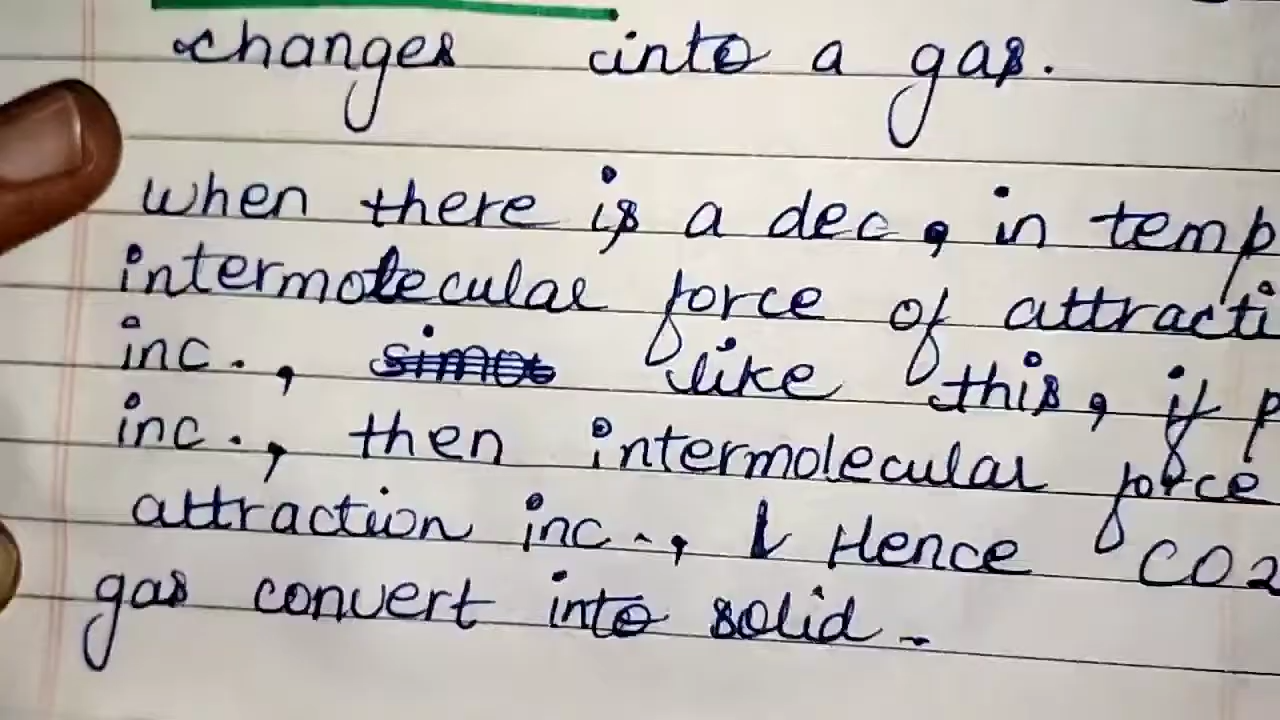 changes into a gas.
when there is a dec, in temp
intermolecular force of attracti
inc., like this, if p
inc., then intermolecular force
attraction inc., Hence CO2
gas convert into solid.